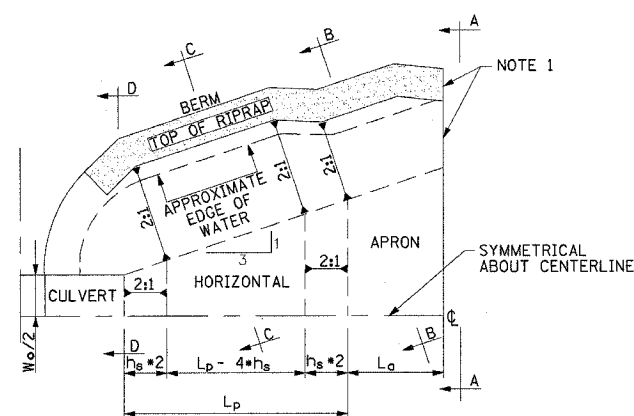 A
B
C
NOTE 1
D
BERM
TOP OF RIPRAP
2:1
2:1
2:1
APPROXIMATE
EDGE OF
WATER
1
3
APRON
SYMMETRICAL
ABOUT CENTERLINE
2:1
2:1
HORIZONTAL
CULVERT
℄
Wo/2
D
C
B
hs*2
Lp - 4*hs
hs*2
La
A
Lp